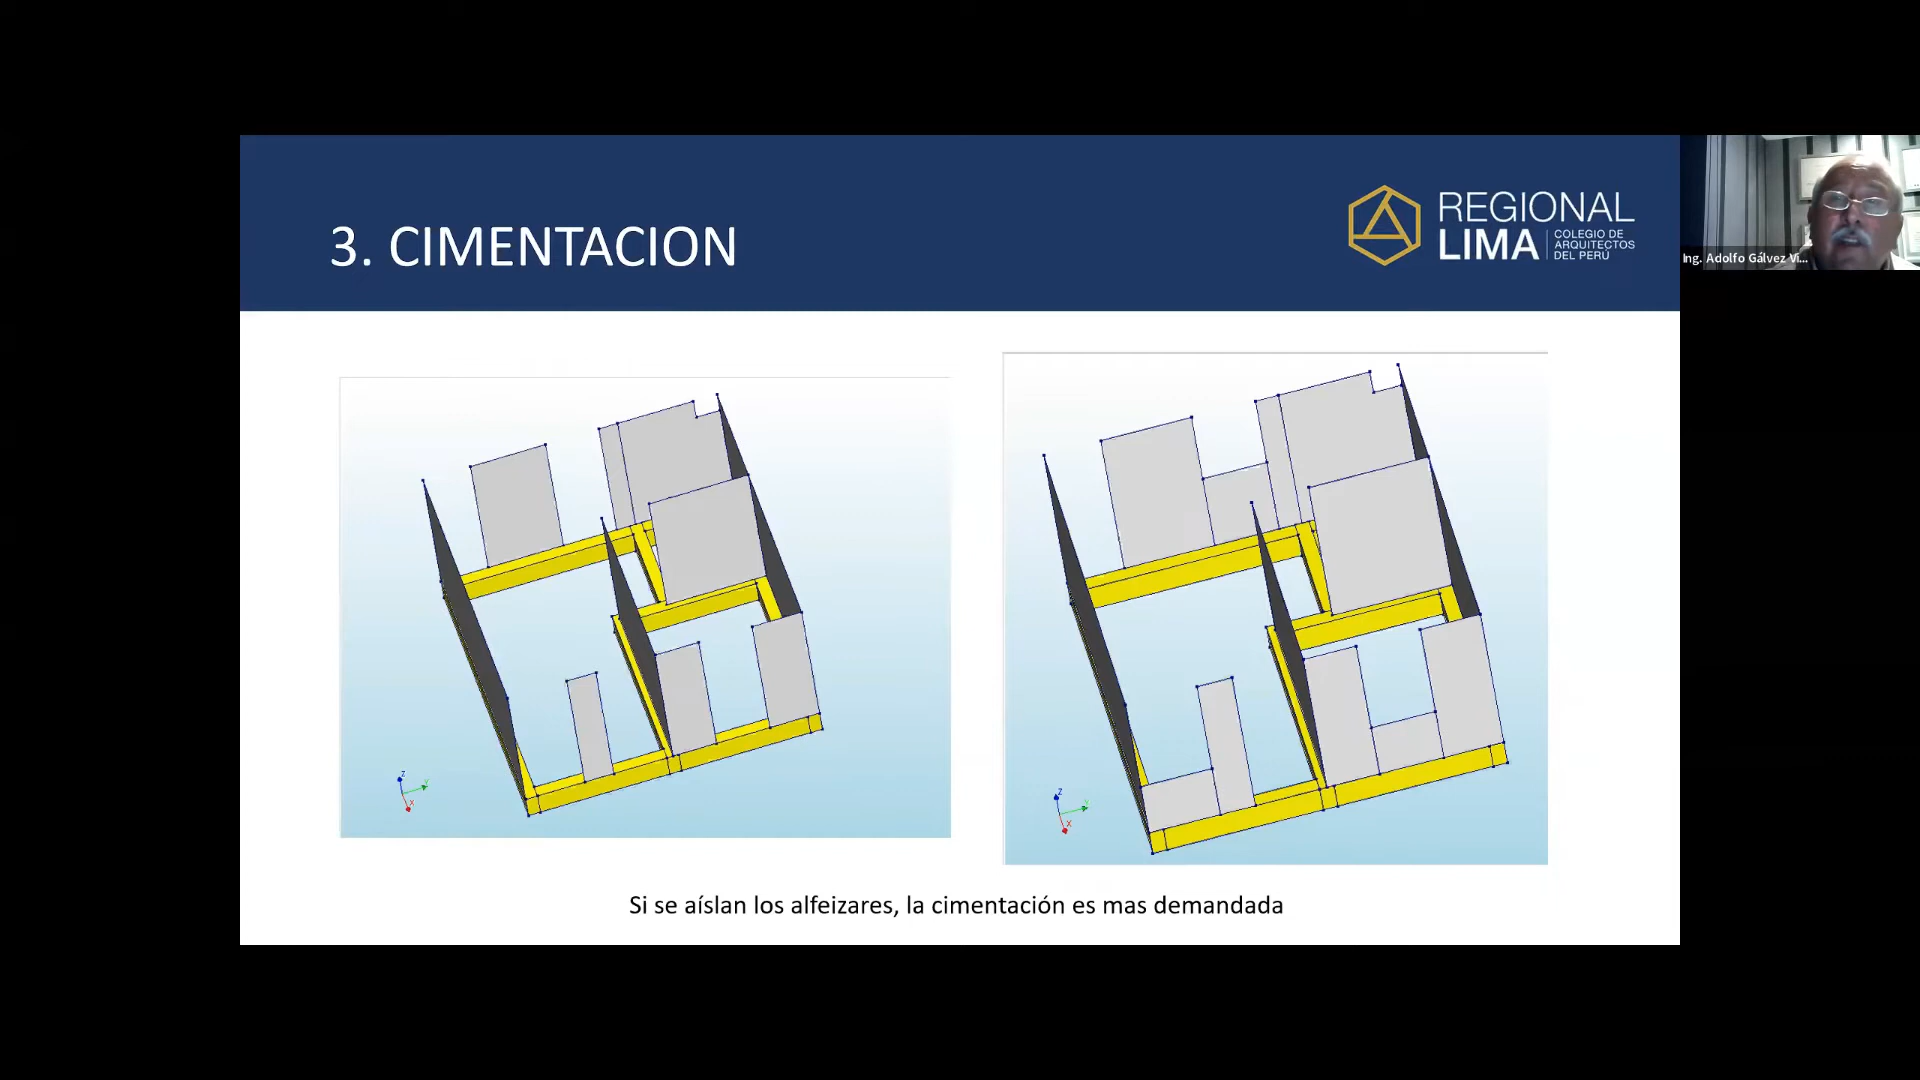 3. CIMENTACION
REGIONAL
LIMA
COLEGIO DE
ARQUITECTOS
DEL PERÚ
Ing. Adolfo Gálvez Vi...
Z
Y
X
Z
Y
X
Si se aíslan los alfeizares, la cimentación es mas demandada